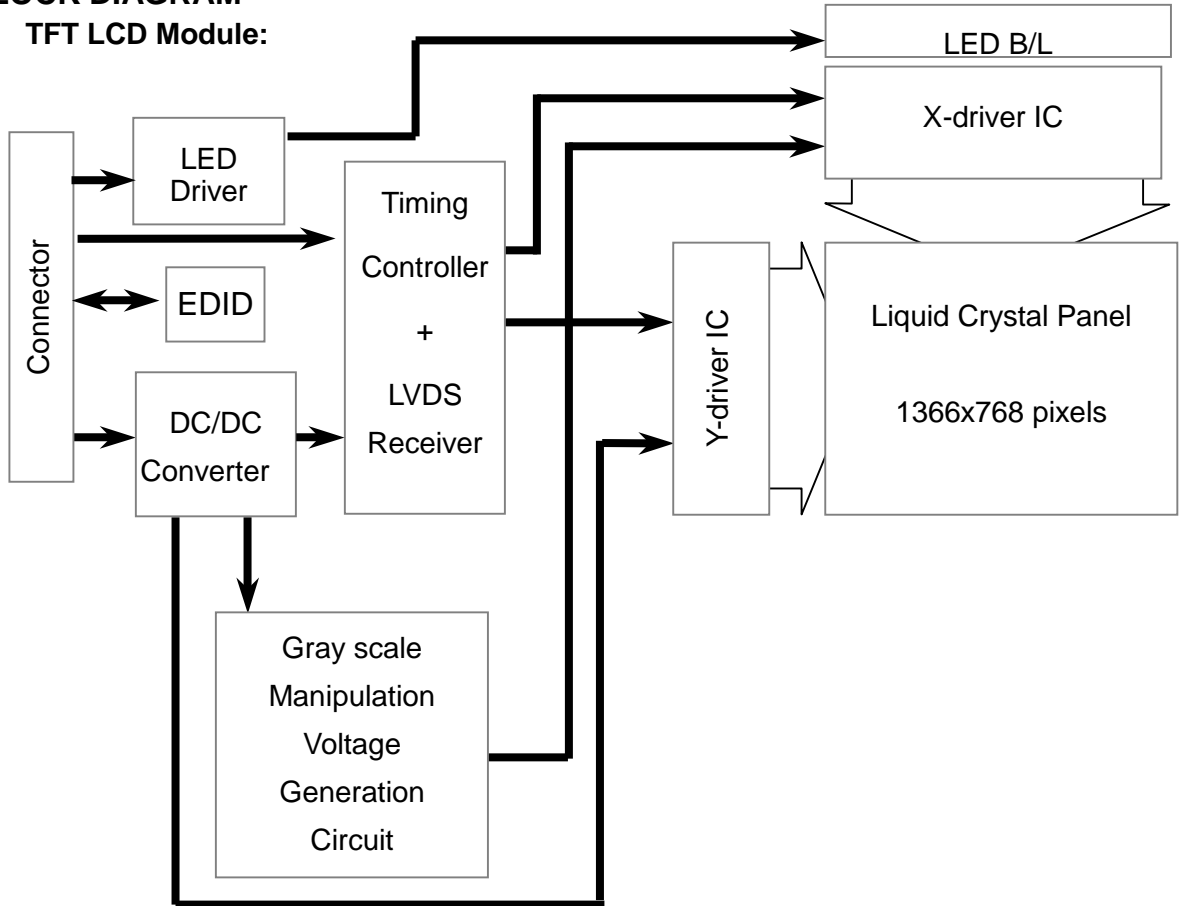 TFT LCD Module:
LED B/L
X-driver IC
LED
Driver
Timing
Controller
+
LVDS
Receiver
Connector
EDID
DC/DC
Converter
Y-driver IC
Liquid Crystal Panel
1366x768 pixels
Gray scale
Manipulation
Voltage
Generation
Circuit